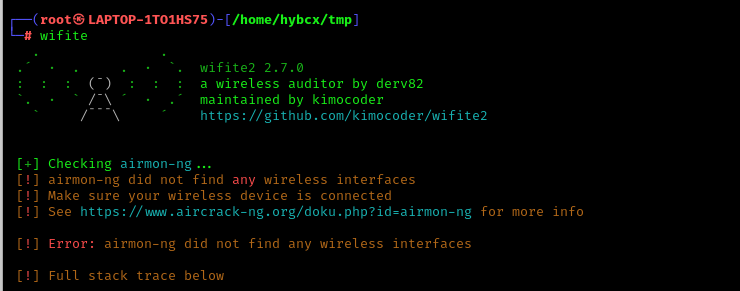 ┌──(root㉿LAPTOP-1TO1HS75)-[/home/hybcx/tmp]
└─# wifite
wifite2 2.7.0
a wireless auditor by derv82
maintained by kimocoder
https://github.com/kimocoder/wifite2
[+] Checking airmon-ng...
[!] airmon-ng did not find any wireless interfaces
[!] Make sure your wireless device is connected
[!] See https://www.aircrack-ng.org/doku.php?id=airmon-ng for more info
[!] Error: airmon-ng did not find any wireless interfaces
[!] Full stack trace below